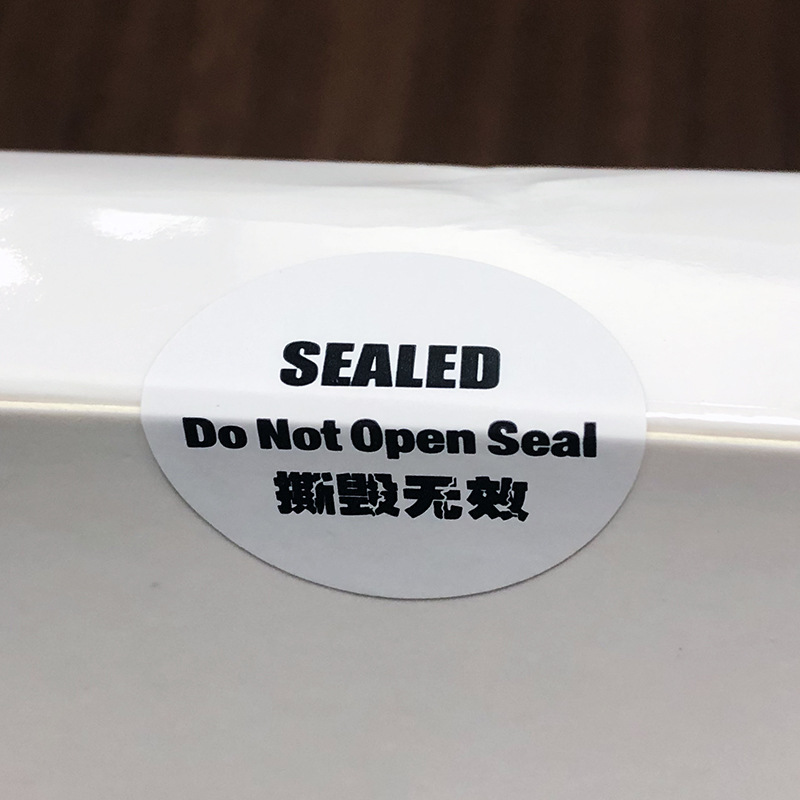 SEALED
Do Not Open Seal
撕毁无效